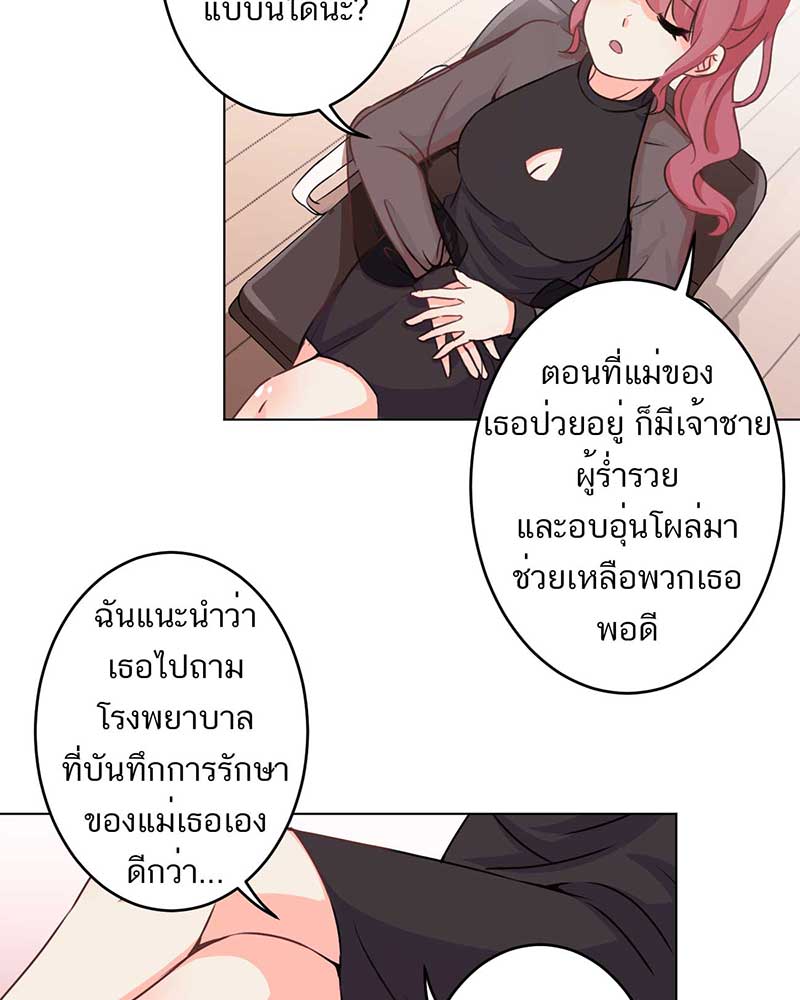 แบบนี้ได้นะ?
ตอนที่แม่ของ
เธอป่วยอยู่ ก็มีเจ้าชาย
ผู้ร่ำรวย
และอบอุ่นโผล่มา
ช่วยเหลือพวกเธอ
พอดี
ฉันแนะนำว่า
เธอไปถาม
โรงพยาบาล
ที่บันทึกการรักษา
ของแม่เธอเอง
ดีกว่า...